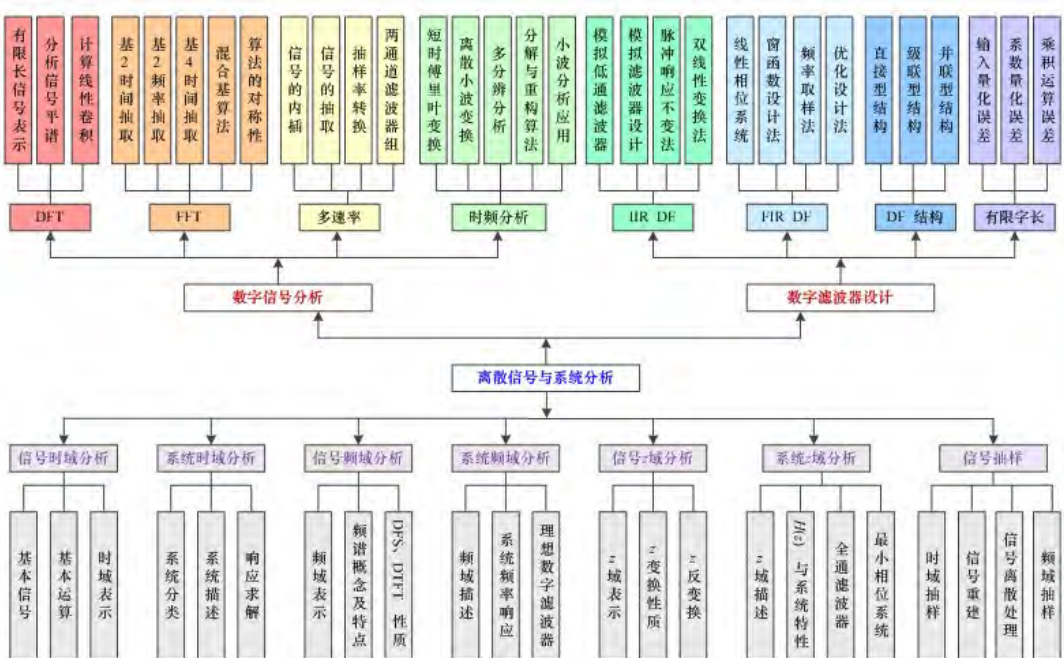 有限长信号表示
分析信号平谱
计算线性卷积
基2时间抽取
基2频率抽取
基4时间抽取
混合基算法
算法的对称性
信号的内插
信号的抽取
抽样率转换
两通道滤波器组
短时傅里叶变换
离散小波变换
多分辨分析
分解与重构算法
小波分析应用
模拟低通滤波器
模拟滤波器设计
脉冲响应不变法
双线性变换法
线性相位系统
窗函数设计法
频率取样法
优化设计法
直接型结构
级联型结构
并联型结构
输入量化误差
系数量化误差
乘积运算误差
DFT
FFT
多速率
时频分析
IIR DF
FIR DF
DF 结构
有限字长
数字信号分析
数字滤波器设计
离散信号与系统分析
信号时域分析
系统时域分析
信号频域分析
系统频域分析
信号z域分析
系统z域分析
信号抽样
基本信号
基本运算
时域表示
系统分类
系统描述
响应求解
频域表示
频谱概念及特点
DFS、DTFT 性质
频域描述
系统频率响应
理想数字滤波器
z域表示
z变换性质
z反变换
z域描述
H(z) 与系统特性
全通滤波器
最小相位系统
时域抽样
信号重建
信号离散处理
频域抽样